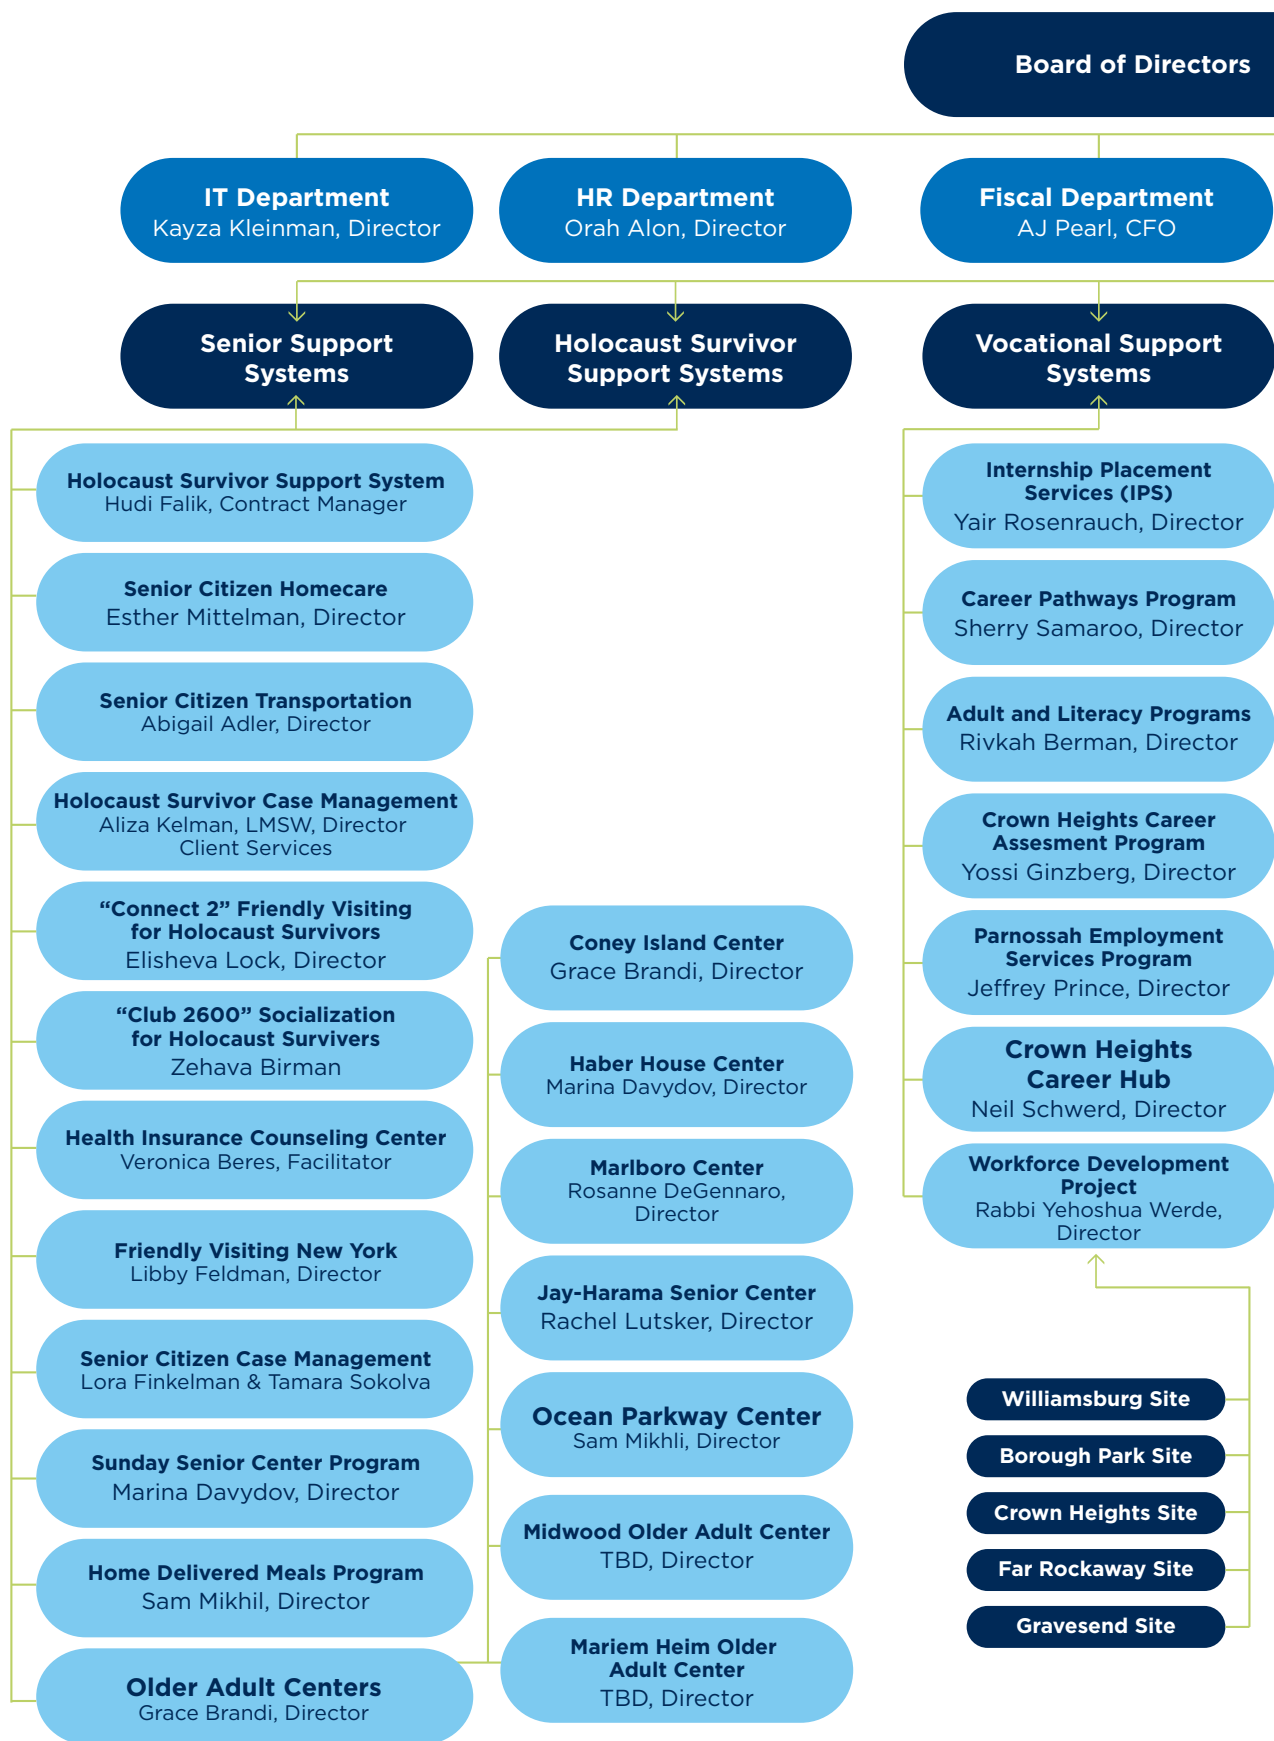 Board of Directors
IT Department
Kayza Kleinman, Director
HR Department
Orah Alon, Director
Fiscal Department
AJ Pearl, CFO
Senior Support
Systems
Holocaust Survivor
Support Systems
Vocational Support
Systems
Holocaust Survivor Support System
Hudi Falik, Contract Manager
Senior Citizen Homecare
Esther Mittelman, Director
Senior Citizen Transportation
Abigail Adler, Director
Holocaust Survivor Case Management
Aliza Kelman, LMSW, Director
Client Services
“Connect 2” Friendly Visiting
for Holocaust Survivors
Elisheva Lock, Director
“Club 2600” Socialization
for Holocaust Survivers
Zehava Birman
Health Insurance Counseling Center
Veronica Beres, Facilitator
Friendly Visiting New York
Libby Feldman, Director
Senior Citizen Case Management
Lora Finkelman & Tamara Sokolva
Sunday Senior Center Program
Marina Davydov, Director
Home Delivered Meals Program
Sam Mikhil, Director
Older Adult Centers
Grace Brandi, Director
Coney Island Center
Grace Brandi, Director
Haber House Center
Marina Davydov, Director
Marlboro Center
Rosanne DeGennaro,
Director
Jay-Harama Senior Center
Rachel Lutsker, Director
Ocean Parkway Center
Sam Mikhli, Director
Midwood Older Adult Center
TBD, Director
Mariem Heim Older
Adult Center
TBD, Director
Internship Placement
Services (IPS)
Yair Rosenrauch, Director
Career Pathways Program
Sherry Samaroo, Director
Adult and Literacy Programs
Rivkah Berman, Director
Crown Heights Career
Assesment Program
Yossi Ginzberg, Director
Parnossah Employment
Services Program
Jeffrey Prince, Director
Crown Heights
Career Hub
Neil Schwerd, Director
Workforce Development
Project
Rabbi Yehoshua Werde,
Director
Williamsburg Site
Borough Park Site
Crown Heights Site
Far Rockaway Site
Gravesend Site